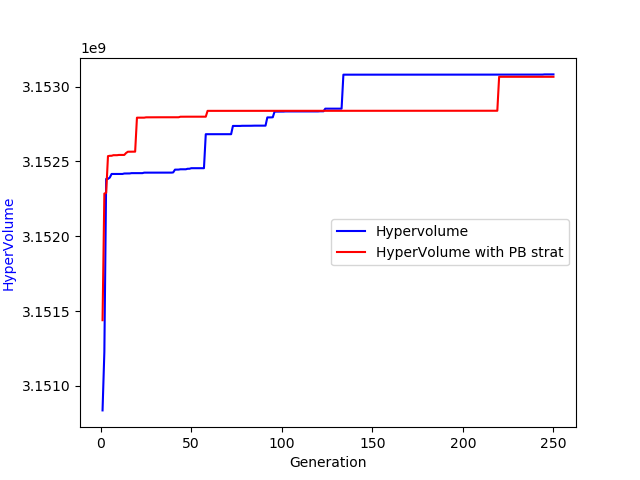 1e9
3.1530
3.1525
3.1520
3.1515
3.1510
HyperVolume
Hypervolume
HyperVolume with PB strat
0 50 100 150 200 250
Generation